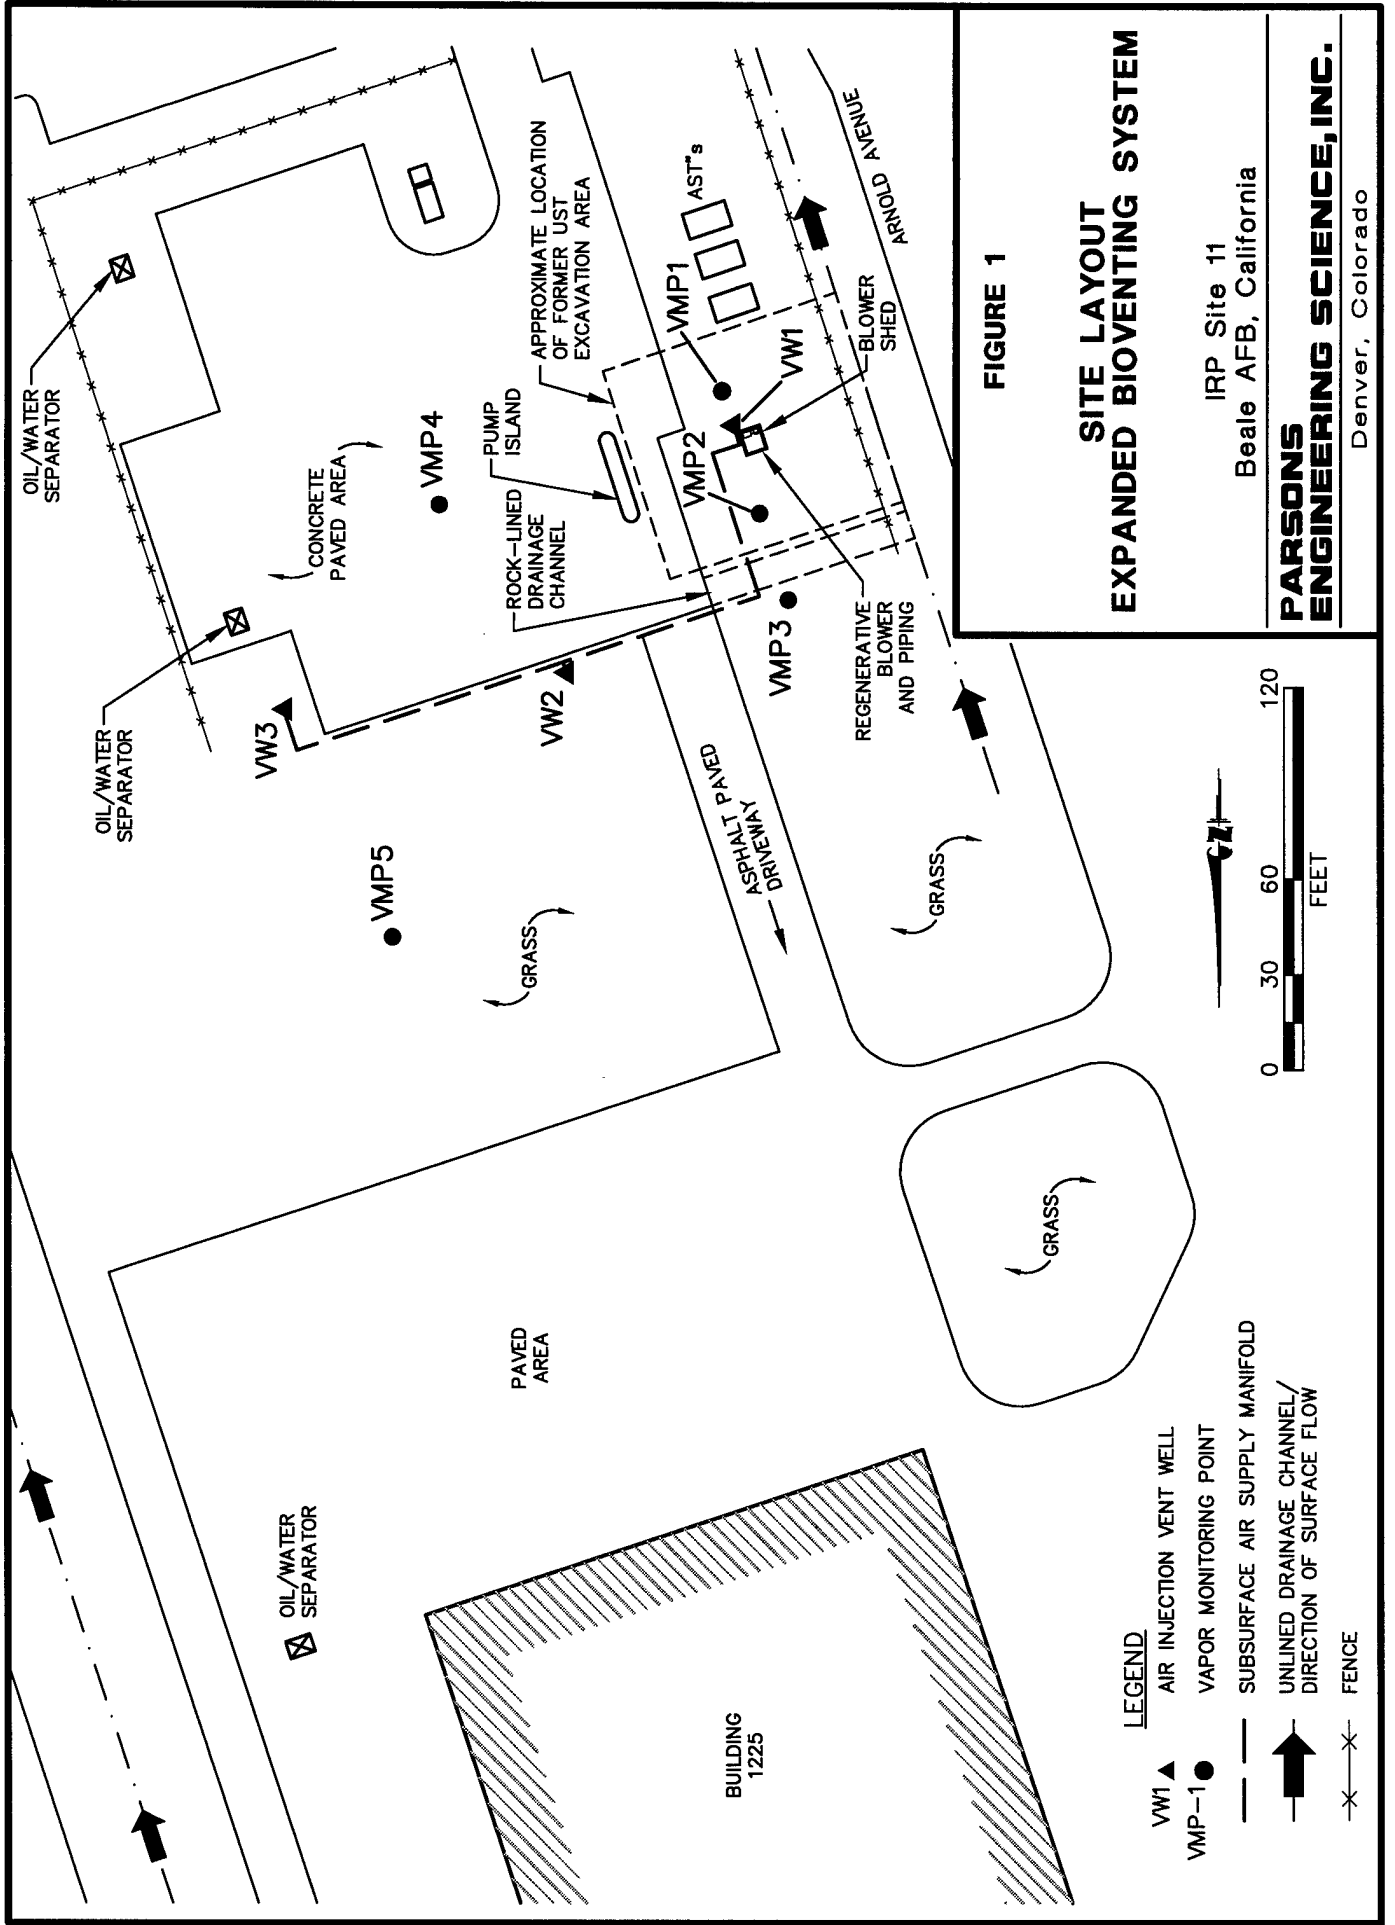 OIL/WATER
SEPARATOR
OIL/WATER
SEPARATOR
OIL/WATER
SEPARATOR
CONCRETE
PAVED AREA
VMP4
PUMP
ISLAND
APPROXIMATE LOCATION
OF FORMER UST
EXCAVATION AREA
ROCK-LINED
DRAINAGE
CHANNEL
AST"s
VMP1
VW1
VMP2
BLOWER
SHED
ARNOLD AVENUE
VMP3
REGENERATIVE
BLOWER
AND PIPING
VW3
VW2
VMP5
GRASS
ASPHALT PAVED
DRIVEWAY
GRASS
GRASS
PAVED
AREA
BUILDING
1225
LEGEND
VW1 AIR INJECTION VENT WELL
VMP-1 VAPOR MONITORING POINT
SUBSURFACE AIR SUPPLY MANIFOLD
UNLINED DRAINAGE CHANNEL/
DIRECTION OF SURFACE FLOW
FENCE
N
0 30 60 120
FEET
FIGURE 1
SITE LAYOUT
EXPANDED BIOVENTING SYSTEM
IRP Site 11
Beale AFB, California
PARSONS
ENGINEERING SCIENCE, INC.
Denver, Colorado